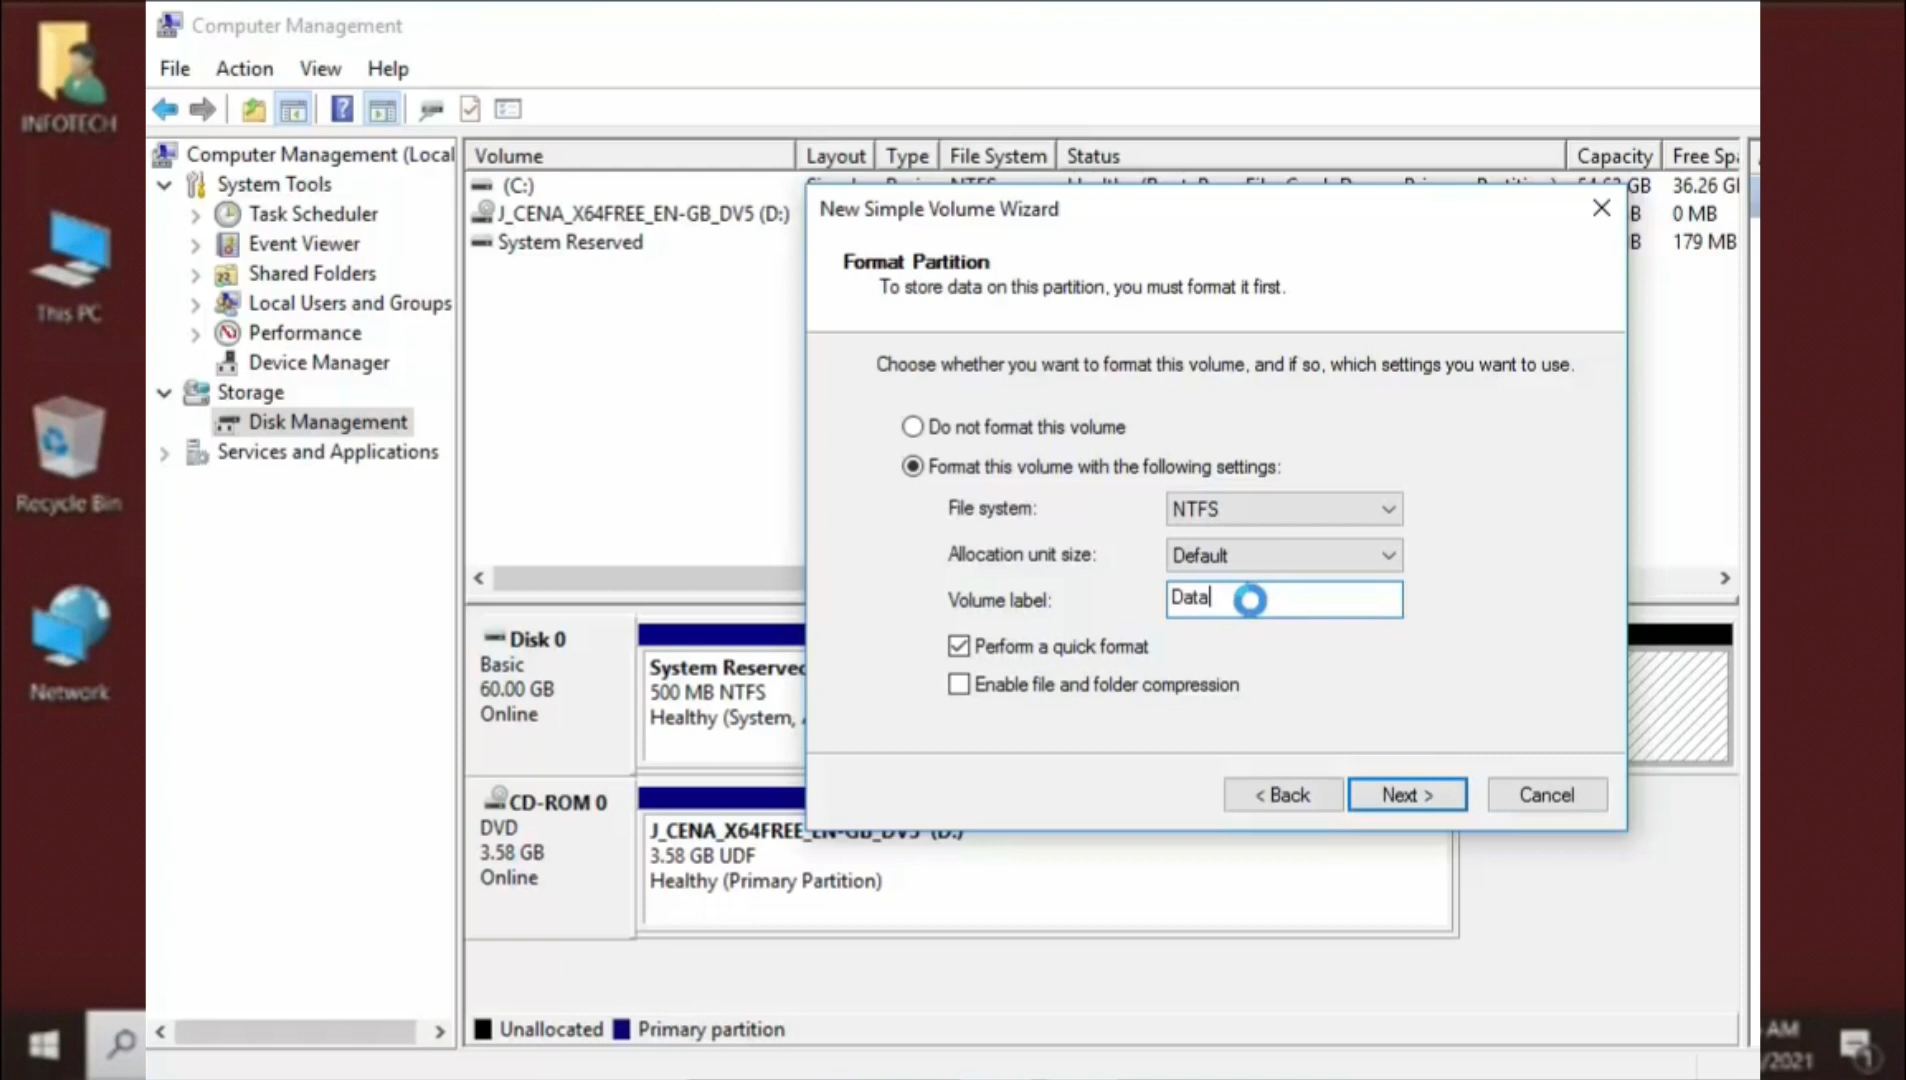 Computer Management
File Action View Help
INFOTECH
This PC
Recycle Bin
Network
Computer Management (Local
System Tools
Task Scheduler
Event Viewer
Shared Folders
Local Users and Groups
Performance
Device Manager
Storage
Disk Management
Services and Applications
Volume Layout Type File System Status Capacity Free Spa
(C:) GB 36.26 GI
J_CENA_X64FREE_EN-GB_DV5 (D:) B 0 MB
System Reserved B 179 MB
New Simple Volume Wizard
Format Partition
To store data on this partition, you must format it first.
Choose whether you want to format this volume, and if so, which settings you want to use.
Do not format this volume
Format this volume with the following settings:
File system: NTFS
Allocation unit size: Default
Volume label: Data
Perform a quick format
Enable file and folder compression
< Back Next > Cancel
Disk 0
Basic
60.00 GB
Online
System Reserved
500 MB NTFS
Healthy (System,
CD-ROM 0
DVD
3.58 GB
Online
J_CENA_X64FREE_EN-GB_DV5 (D:)
3.58 GB UDF
Healthy (Primary Partition)
Unallocated Primary partition
AM
/2021
1